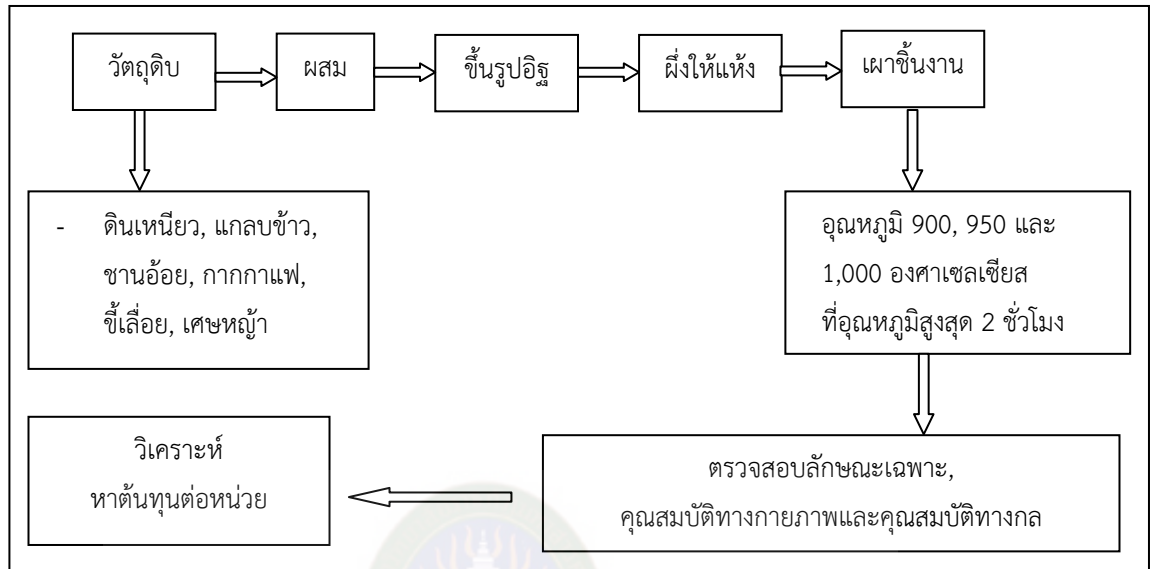 วัตถุดิบ
ผสม
ขึ้นรูปอิฐ
ผึ่งให้แห้ง
เผาชิ้นงาน
- ดินเหนียว, แกลบข้าว,
ชานอ้อย, กากกาแฟ,
ขี้เลื่อย, เศษหญ้า
อุณหภูมิ 900, 950 และ
1,000 องศาเซลเซียส
ที่อุณหภูมิสูงสุด 2 ชั่วโมง
ตรวจสอบลักษณะเฉพาะ,
คุณสมบัติทางกายภาพและคุณสมบัติทางกล
วิเคราะห์
หาต้นทุนต่อหน่วย